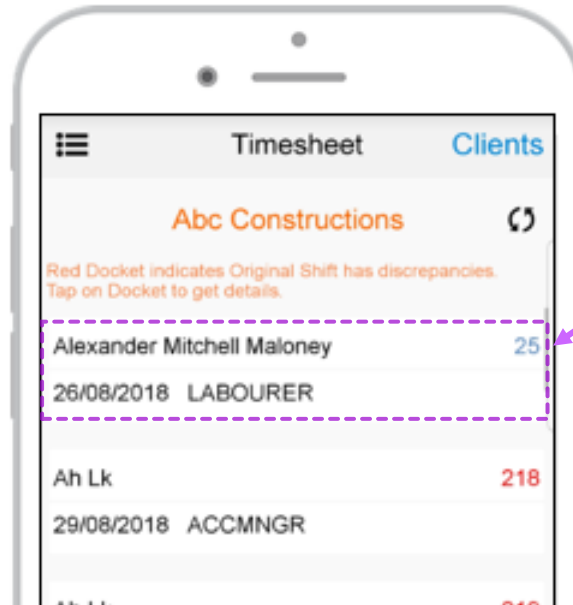 Timesheet Clients
Abc Constructions
Red Docket indicates Original Shift has discrepancies.
Tap on Docket to get details.
Alexander Mitchell Maloney 25
26/08/2018 LABOURER
Ah Lk 218
29/08/2018 ACCMNGR